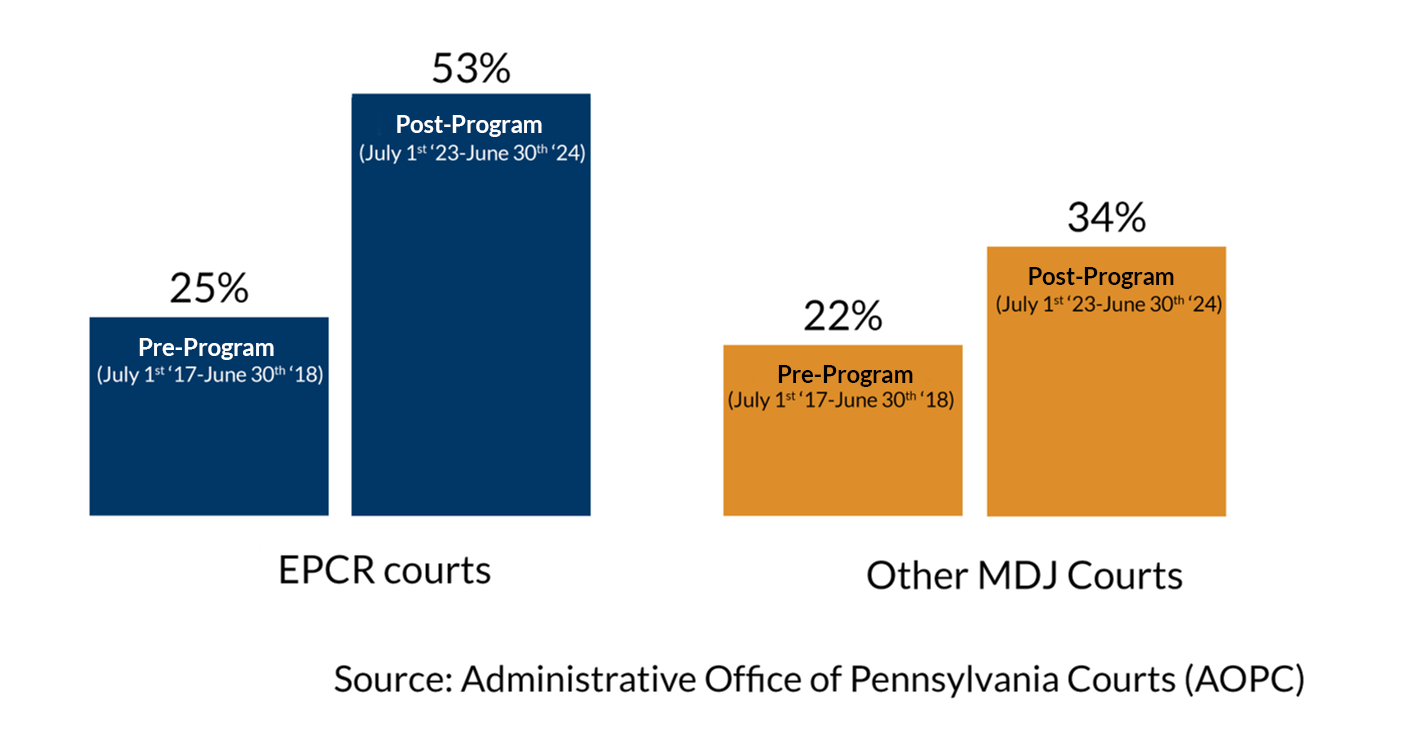 53%
Post-Program
(July 1st ‘23-June 30th ‘24)
25%
Pre-Program
(July 1st ‘17-June 30th ‘18)
34%
Post-Program
(July 1st ‘23-June 30th ‘24)
22%
Pre-Program
(July 1st ‘17-June 30th ‘18)
EPCR courts
Other MDJ Courts
Source: Administrative Office of Pennsylvania Courts (AOPC)